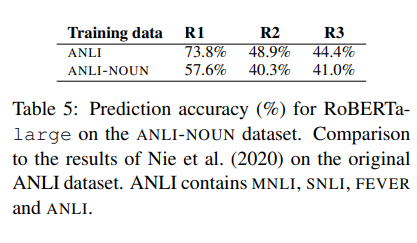 Training data R1 R2 R3
ANLI 73.8% 48.9% 44.4%
ANLI-NOUN 57.6% 40.3% 41.0%
Table 5: Prediction accuracy (%) for RoBERTa-
large on the ANLI-NOUN dataset. Comparison
to the results of Nie et al. (2020) on the original
ANLI dataset. ANLI contains MNLI, SNLI, FEVER
and ANLI.